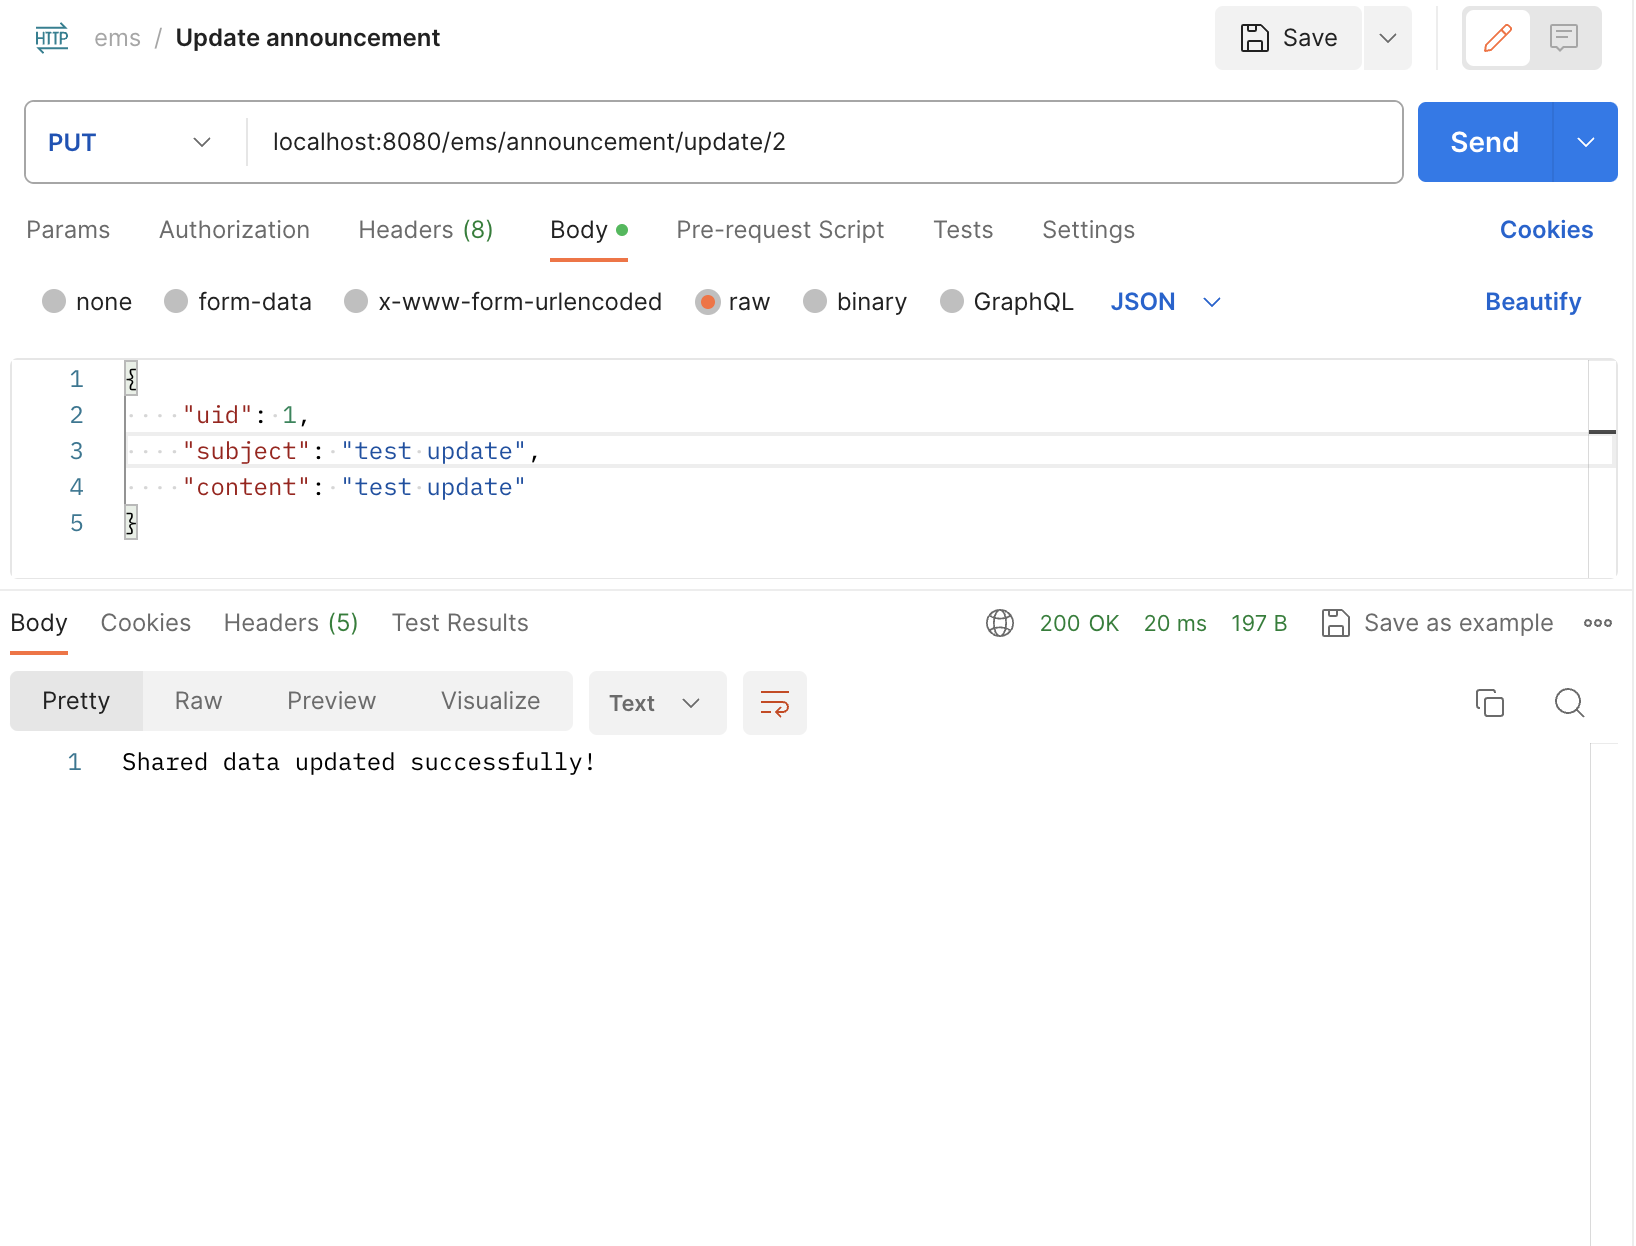 HTTP ems / Update announcement Save
PUT localhost:8080/ems/announcement/update/2 Send
Params Authorization Headers (8) Body Pre-request Script Tests Settings Cookies
none form-data x-www-form-urlencoded raw binary GraphQL JSON Beautify
1 {
2 "uid": 1,
3 "subject": "test update",
4 "content": "test update"
5 }
Body Cookies Headers (5) Test Results 200 OK 20 ms 197 B Save as example
Pretty Raw Preview Visualize Text
1 Shared data updated successfully!